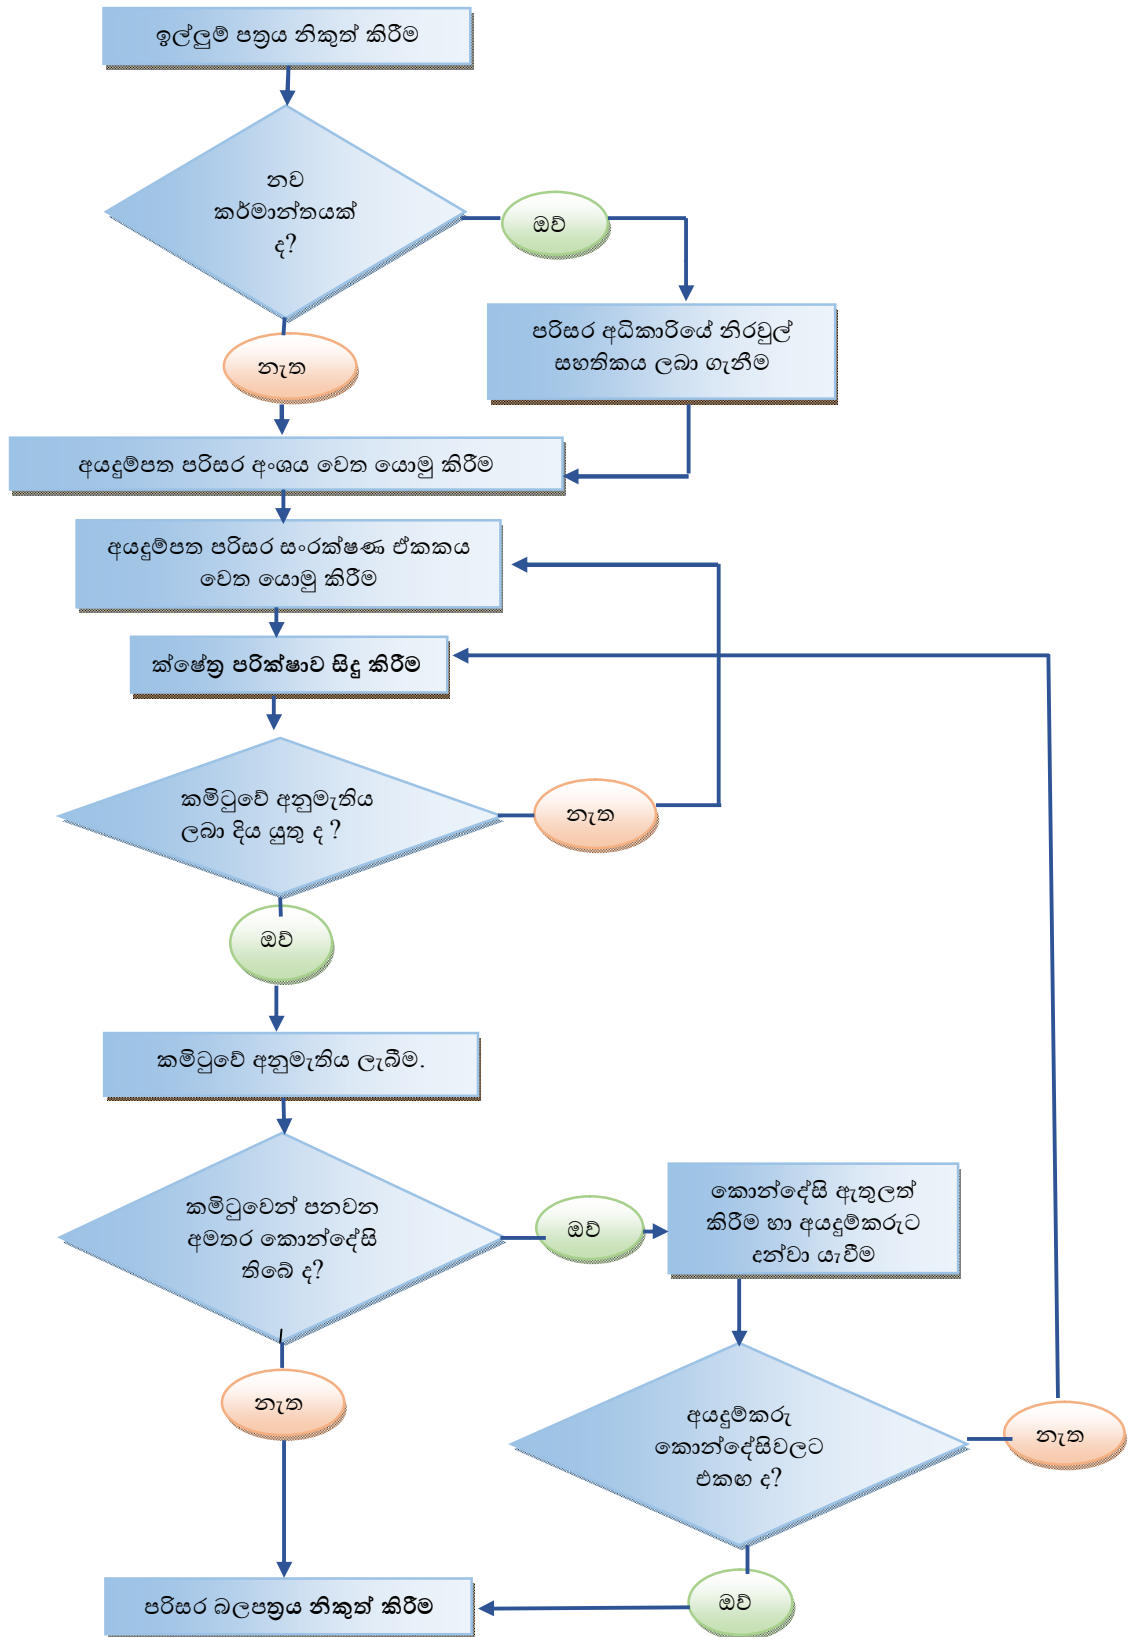 ඉල්ලුම් පත්‍රය නිකුත් කිරීම
නව
කර්මාන්තයක්
ද?
ඔව්
පරිසර අධිකාරියේ නිරවුල්
සහතිකය ලබා ගැනීම
නැත
අයදුම්පත පරිසර අංශය වෙත යොමු කිරීම
අයදුම්පත පරිසර සංරක්ෂණ ඒකකය
වෙත යොමු කිරීම
ක්ෂේත්‍ර පරික්ෂාව සිදු කිරීම
කමිටුවේ අනුමැතිය
ලබා දිය යුතු ද ?
නැත
ඔව්
කමිටුවේ අනුමැතිය ලැබීම.
කමිටුවෙන් පනවන
අමතර කොන්දේසි
තිබේ ද?
ඔව්
කොන්දේසි ඇතුලත්
කිරීම හා අයදුම්කරුට
දන්වා යැවීම
නැත
අයදුම්කරු
කොන්දේසිවලට
එකඟ ද?
නැත
ඔව්
පරිසර බලපත්‍රය නිකුත් කිරීම